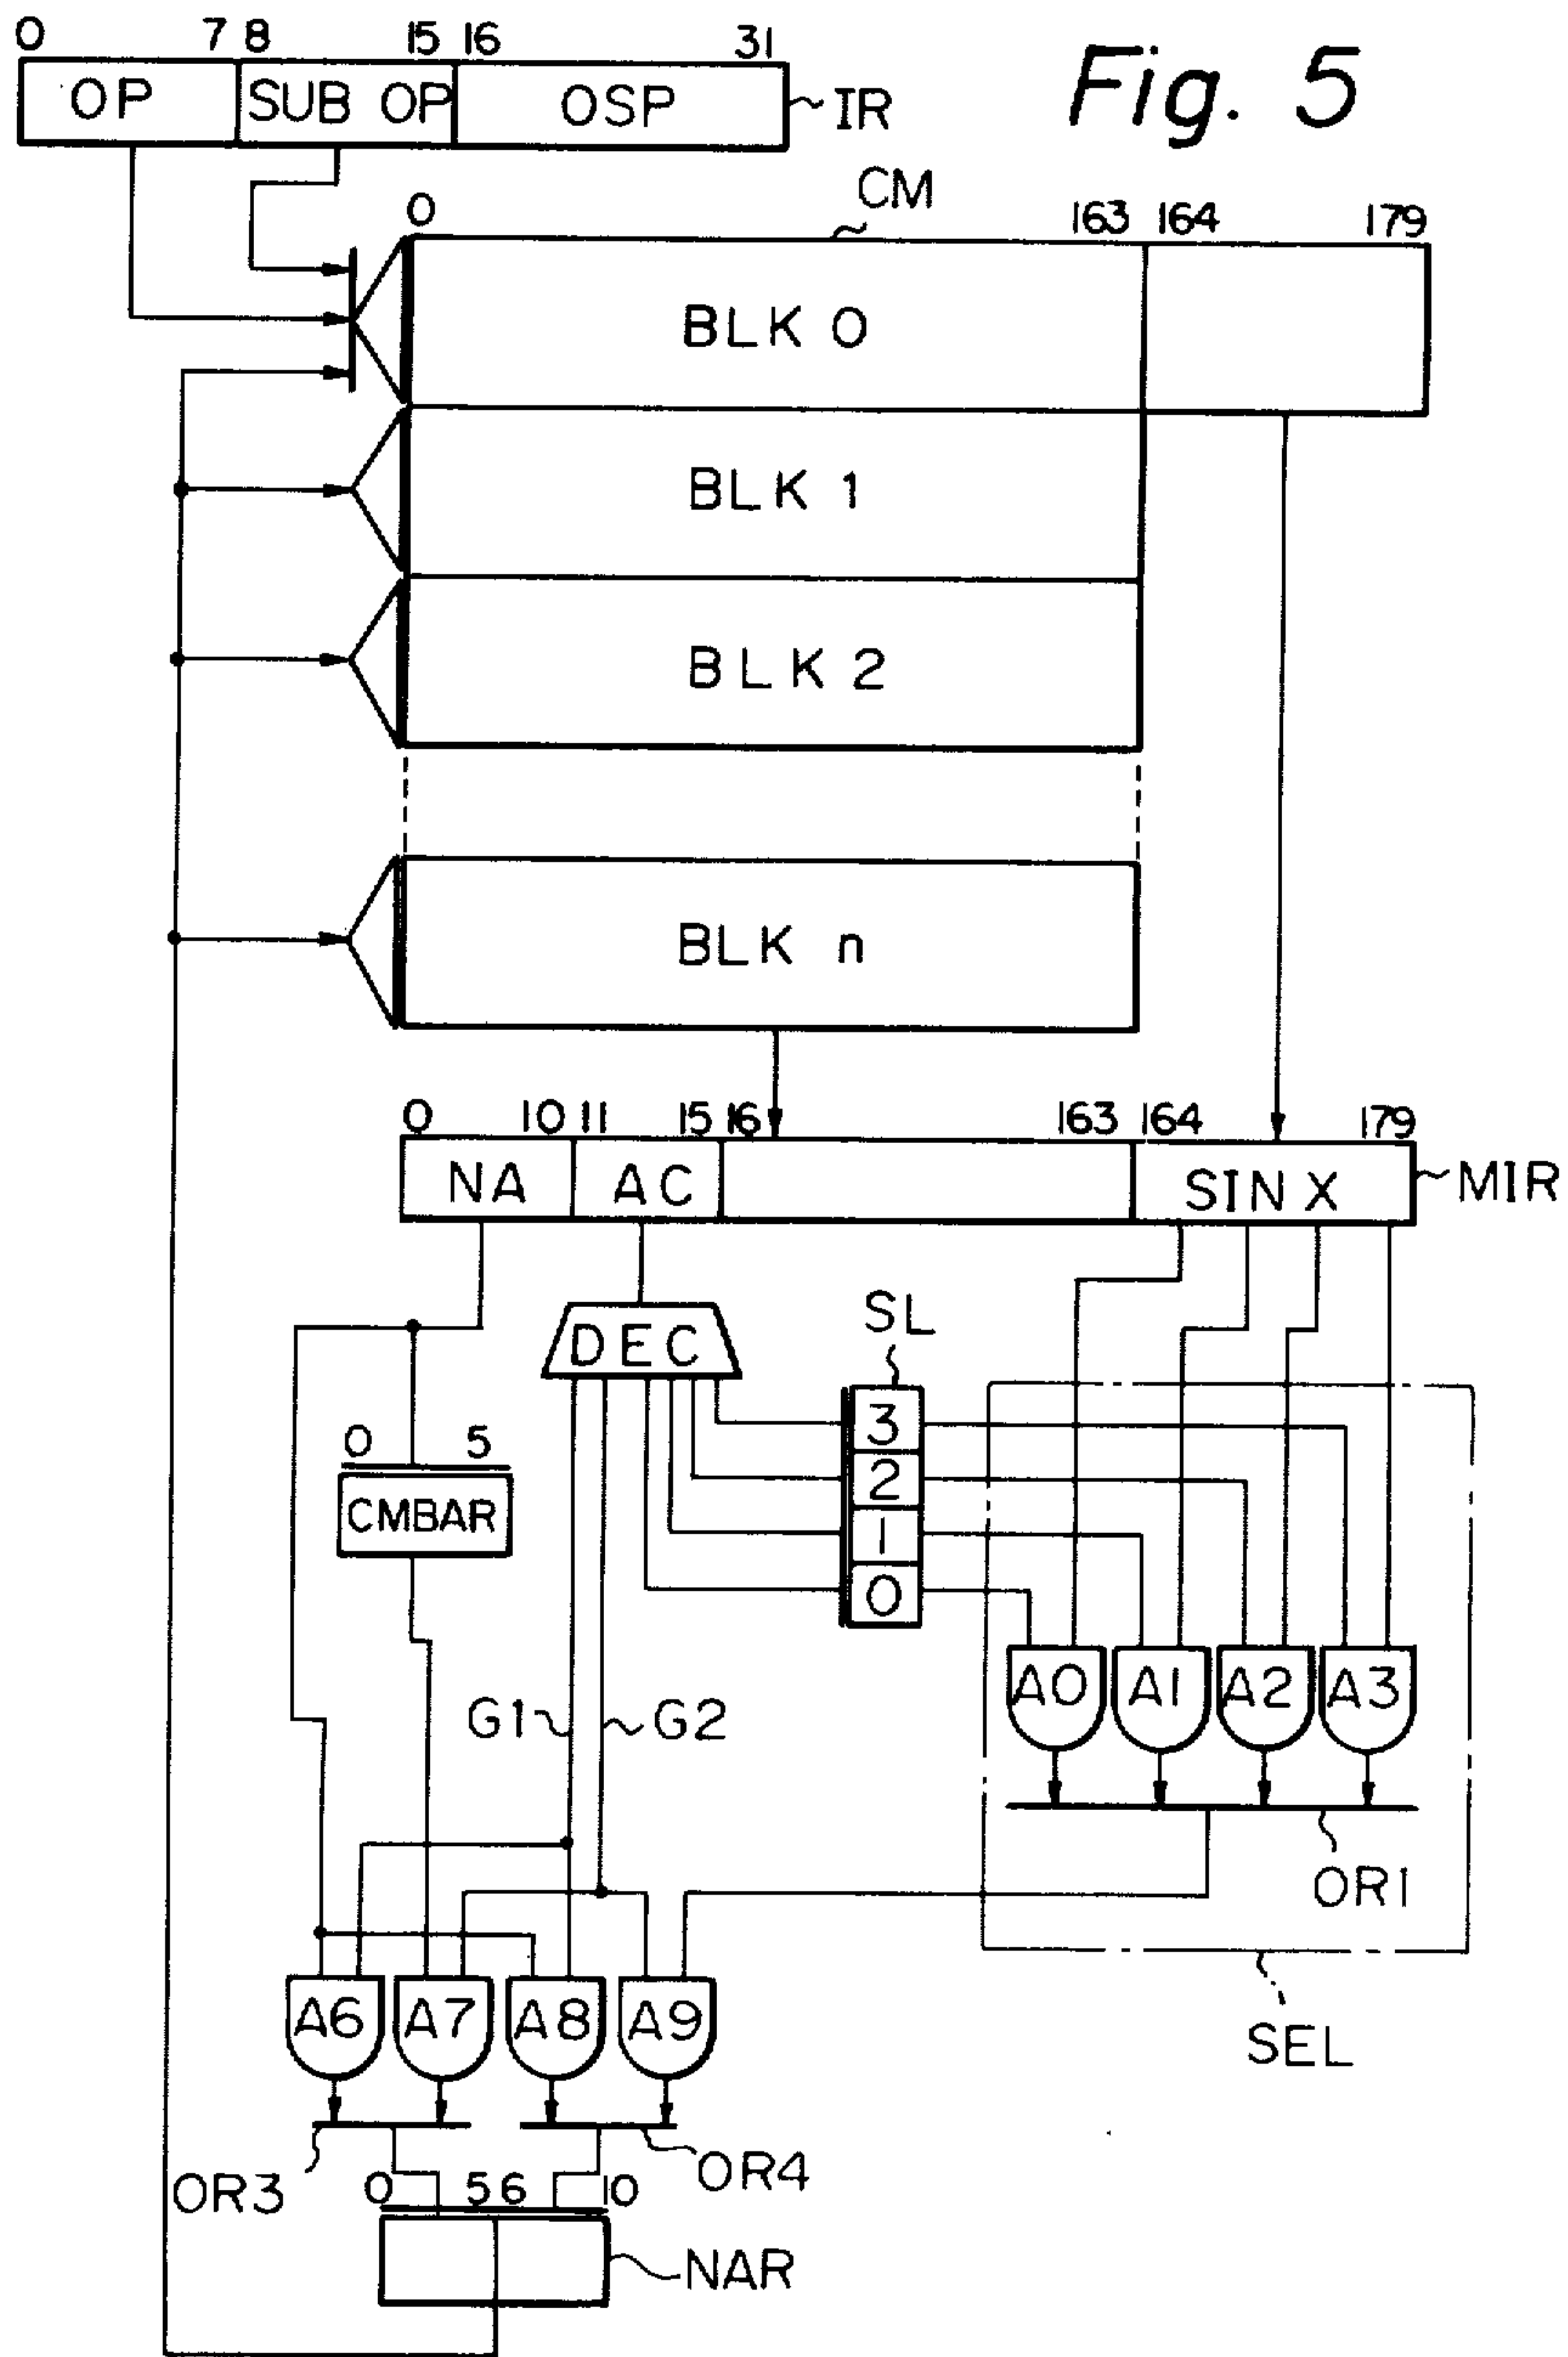 Fig. 5
0 7 8 15 16 31
OP SUB OP OSP IR
CM
0 163 164 179
BLK 0
BLK 1
BLK 2
BLK n
0 10 11 15 16 163 164 179
NA AC SIN X MIR
DEC
SL
0 5
CMBAR
3
2
1
0
G1 G2
A0 A1 A2 A3
OR1
SEL
A6 A7 A8 A9
OR3 OR4
0 5 6 10
NAR